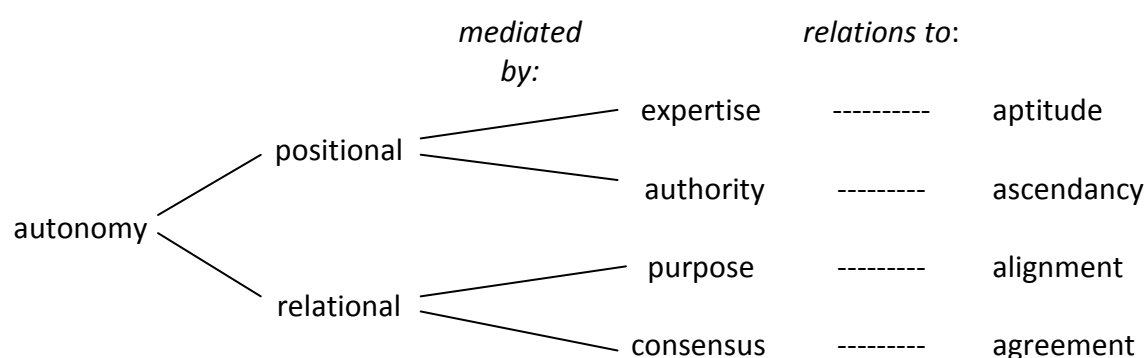 mediated by:
relations to:
expertise ---------- aptitude
positional
authority --------- ascendancy
autonomy
purpose --------- alignment
relational
consensus --------- agreement